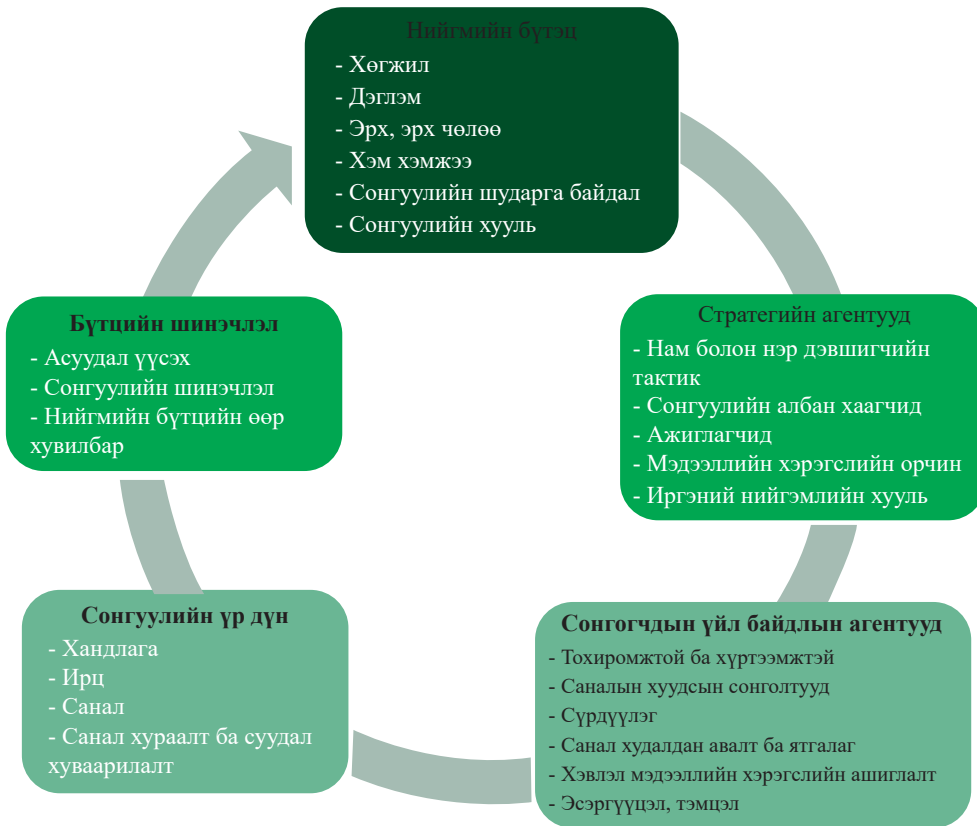 Нийгмийн бүтэц
- Хөгжил
- Дэглэм
- Эрх, эрх чөлөө
- Хэм хэмжээ
- Сонгуулийн шударга байдал
- Сонгуулийн хууль
Стратегийн агентууд
- Нам болон нэр дэвшигчийн
тактик
- Сонгуулийн албан хаагчид
- Ажиглагчид
- Мэдээллийн хэрэгслийн орчин
- Иргэний нийгэмлийн хууль
Сонгогчдын үйл байдлын агентууд
- Тохиромжтой ба хүртээмжтэй
- Саналын хуудсын сонголтууд
- Сүрдүүлэг
- Санал худалдан авалт ба ятгалаг
- Хэвлэл мэдээллийн хэрэгслийн ашиглалт
- Эсэргүүцэл, тэмцэл
Сонгуулийн үр дүн
- Хандлага
- Ирц
- Санал
- Санал хураалт ба суудал
хуваарилалт
Бүтцийн шинэчлэл
- Асуудал үүсэх
- Сонгуулийн шинэчлэл
- Нийгмийн бүтцийн өөр
хувилбар